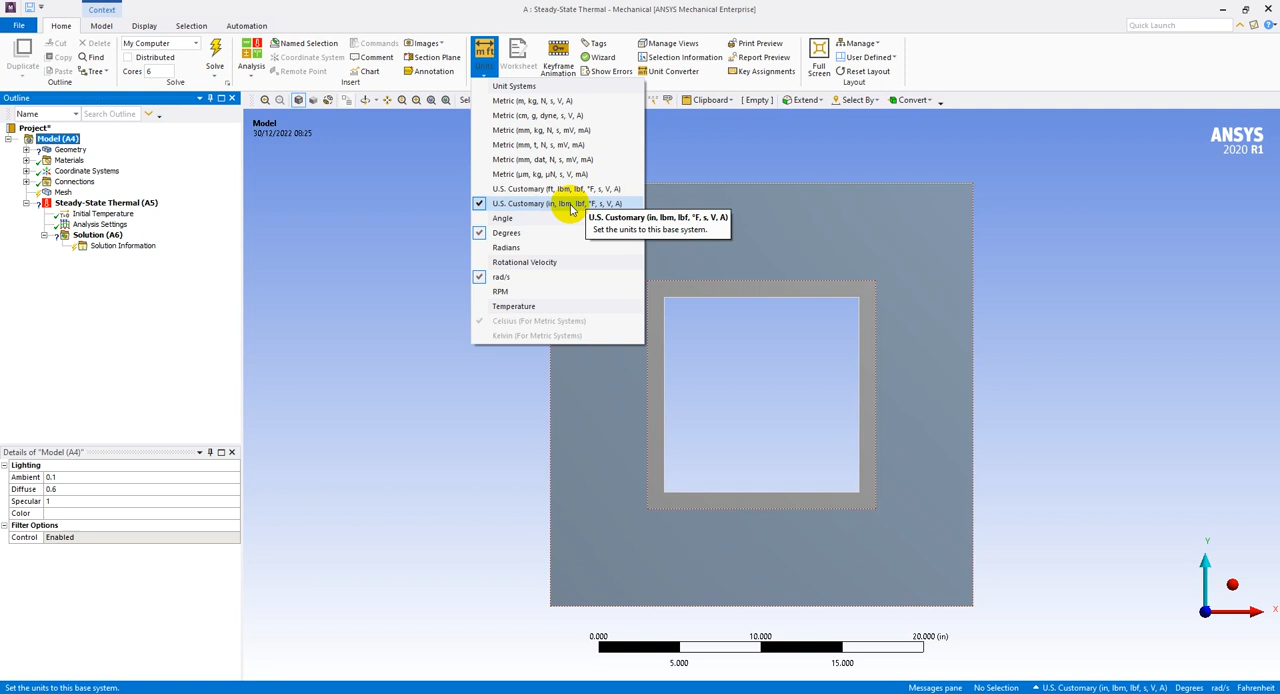 Context
A : Steady-State Thermal - Mechanical [ANSYS Mechanical Enterprise]
File Home Model Display Selection Automation
Quick Launch
Duplicate
Cut
Delete
Copy
Find
Paste
Tree
Outline
My Computer
Distributed
Cores 6
Solve
Solve
Analysis
Named Selection
Coordinate System
Remote Point
Commands
Comment
Chart
Images
Section Plane
Annotation
Insert
Units
Worksheet
Keyframe
Animation
Tags
Wizard
Show Errors
Manage Views
Selection Information
Unit Converter
Print Preview
Report Preview
Key Assignments
Full
Screen
Manage
User Defined
Reset Layout
Layout
Outline
Name
Search Outline
Project*
Model (A4)
Geometry
Materials
Coordinate Systems
Connections
Mesh
Steady-State Thermal (A5)
Initial Temperature
Analysis Settings
Solution (A6)
Solution Information
Details of "Model (A4)"
Lighting
Ambient 0.1
Diffuse 0.6
Specular 1
Color
Filter Options
Control Enabled
Clipboard [ Empty ] Extend Select By Convert
Model
30/12/2022 08:25
Unit Systems
Metric (m, kg, N, s, V, A)
Metric (cm, g, dyne, s, V, A)
Metric (mm, kg, N, s, mV, mA)
Metric (mm, t, N, s, mV, mA)
Metric (mm, dat, N, s, mV, mA)
Metric (μm, kg, μN, s, V, mA)
U.S. Customary (ft, lbm, lbf, °F, s, V, A)
U.S. Customary (in, lbm, lbf, °F, s, V, A)
Angle
Degrees
Radians
Rotational Velocity
rad/s
RPM
Temperature
Celsius (For Metric Systems)
Kelvin (For Metric Systems)
U.S. Customary (in, lbm, lbf, °F, s, V, A)
Set the units to this base system.
ANSYS
2020 R1
0.000 10.000 20.000 (in)
5.000 15.000
Y
X
Set the units to this base system.
Messages pane No Selection U.S. Customary (in, lbm, lbf, °F, s, V, A) Degrees rad/s Fahrenheit